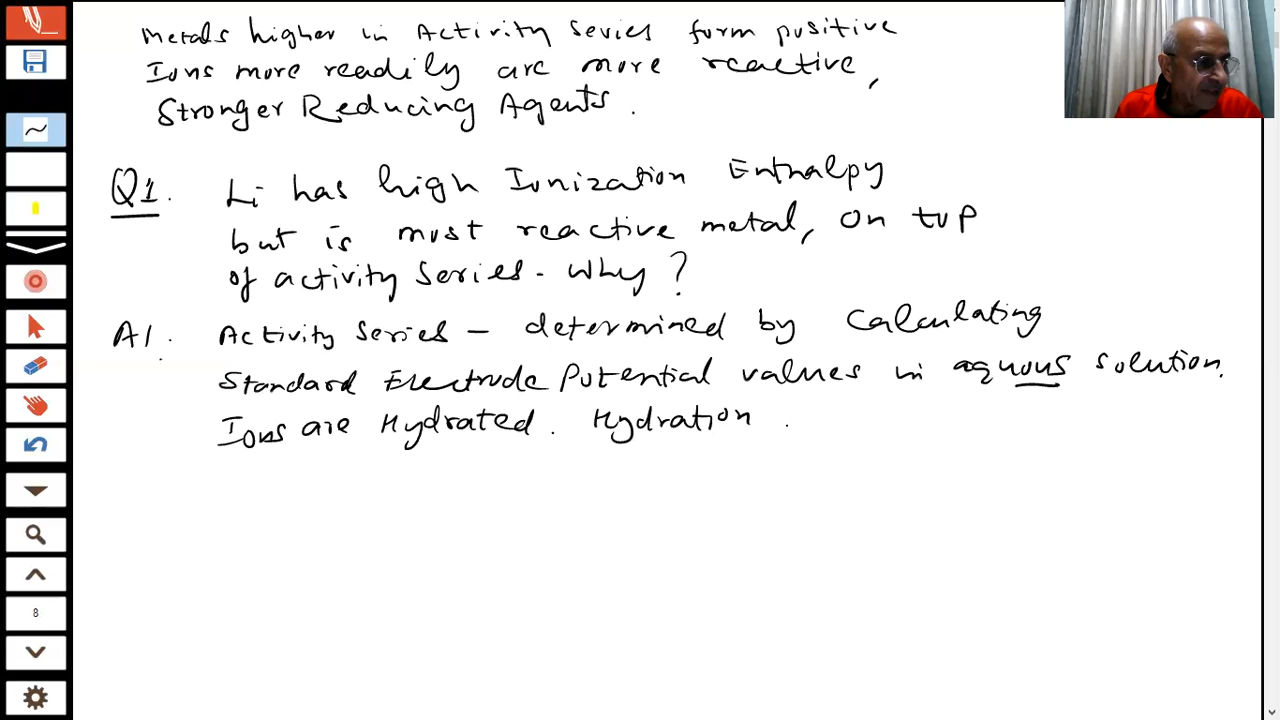 Metals higher in Activity Series form positive
Ions more readily are more reactive,
Stronger Reducing Agents.
Q1. Li has high Ionization Enthalpy
but is most reactive metal, on top
of activity Series - Why?
A1. Activity Series - determined by Calculating
Standard Electrode Potential values in aquous solution.
Ions are Hydrated. Hydration
8